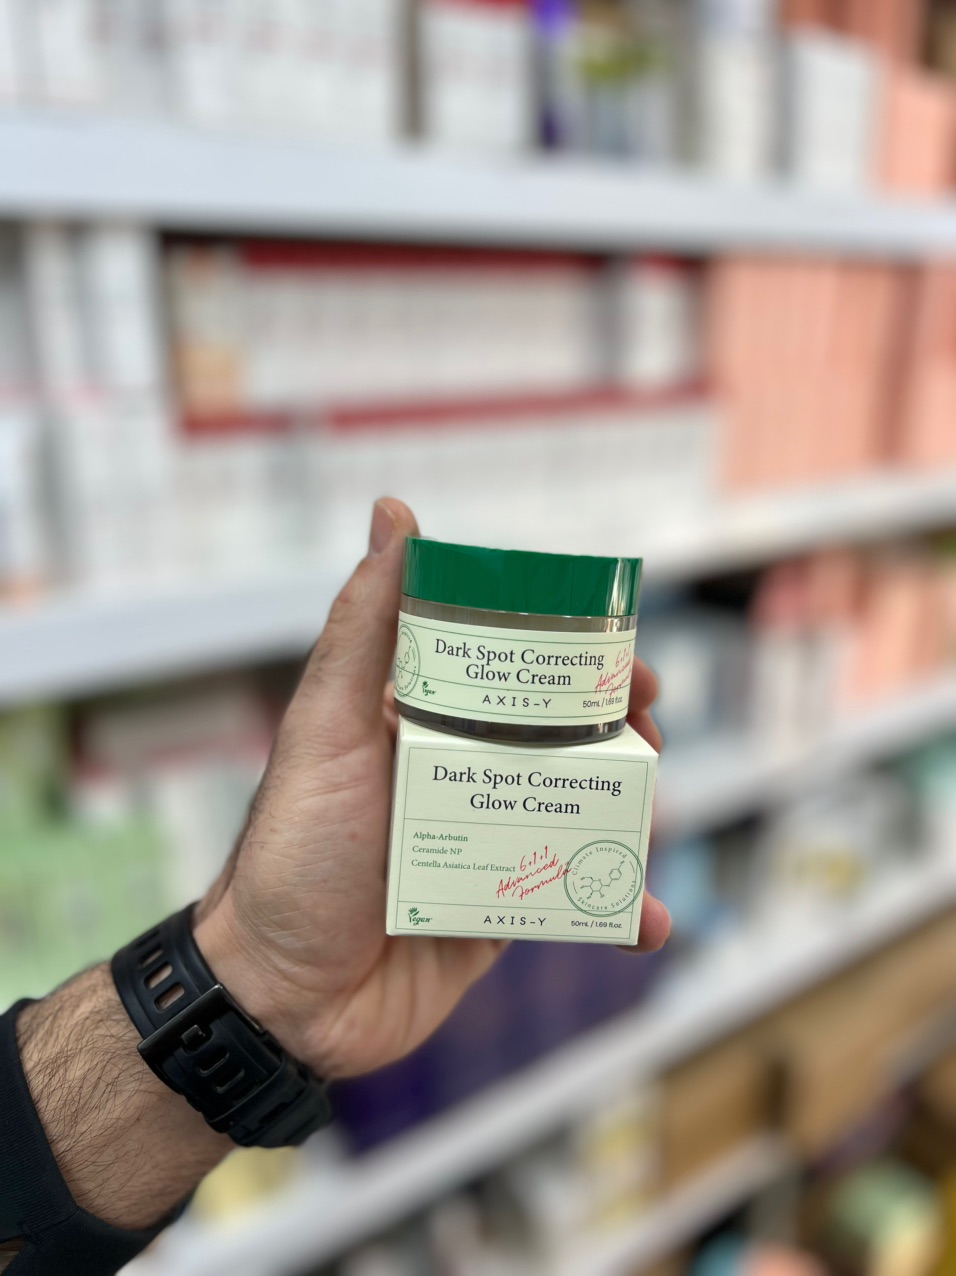 Dark Spot Correcting
Glow Cream
6+1+1
Advanced
Formula
Vegan
AXIS-Y
50mL / 1.69 fl.oz.
Dark Spot Correcting
Glow Cream
Alpha-Arbutin
Ceramide NP
Centella Asiatica Leaf Extract
6+1+1
Advanced
Formula
Climate Inspired
Skincare Solutions
Vegan
AXIS-Y
50mL / 1.69 fl.oz.